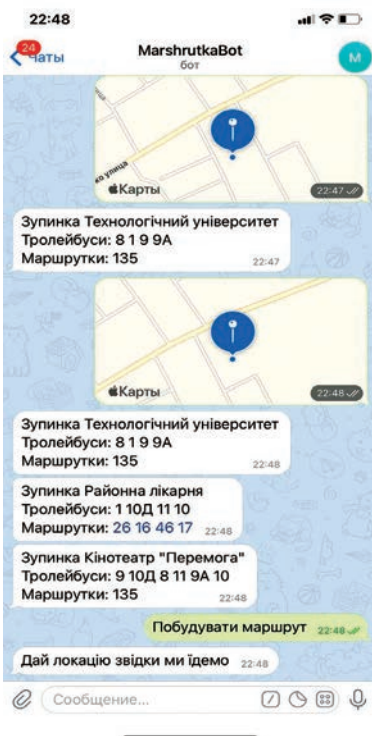 22:48
24
Чаты
MarshrutkaBot
бот
М
ко улица
Карты
22:47
Зупинка Технологічний університет
Тролейбуси: 8 1 9 9А
Маршрутки: 135
22:47
Карты
22:48
Зупинка Технологічний університет
Тролейбуси: 8 1 9 9А
Маршрутки: 135
22:48
Зупинка Районна лікарня
Тролейбуси: 1 10Д 11 10
Маршрутки: 26 16 46 17 22:48
Зупинка Кінотеатр "Перемога"
Тролейбуси: 9 10Д 8 11 9А 10
Маршрутки: 135
22:48
Побудувати маршрут 22:48
Дай локацію звідки ми їдемо 22:48
Сообщение...